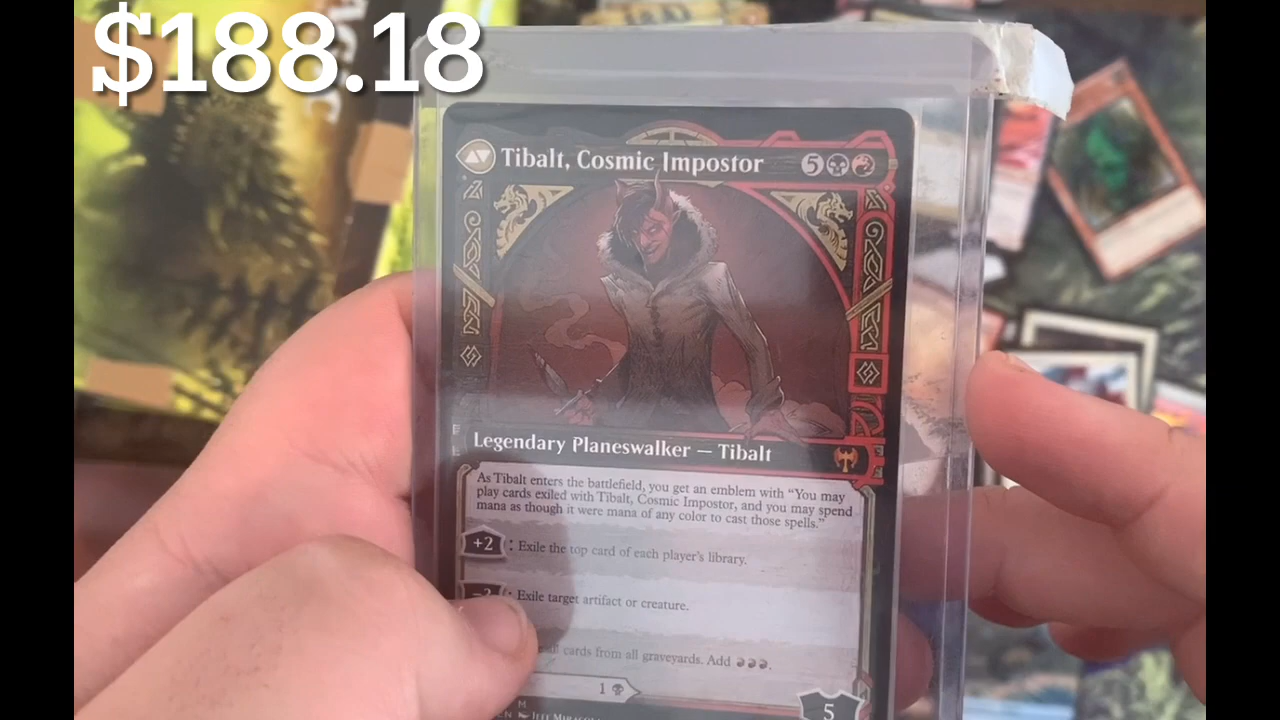 $188.18
Tibalt, Cosmic Impostor 5
Legendary Planeswalker — Tibalt
As Tibalt enters the battlefield, you get an emblem with “You may
play cards exiled with Tibalt, Cosmic Impostor, and you may spend
mana as though it were mana of any color to cast those spells.”
+2 : Exile the top card of each player's library.
: Exile target artifact or creature.
all cards from all graveyards. Add
1
M
5